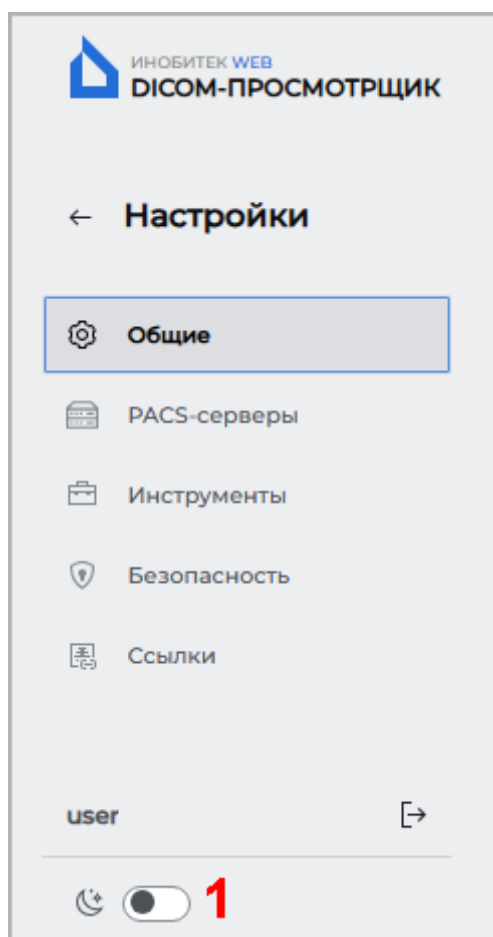 ИНОБИТЕК WEB
DICOM-ПРОСМОТРЩИК
Настройки
Общие
PACS-серверы
Инструменты
Безопасность
Ссылки
user
1